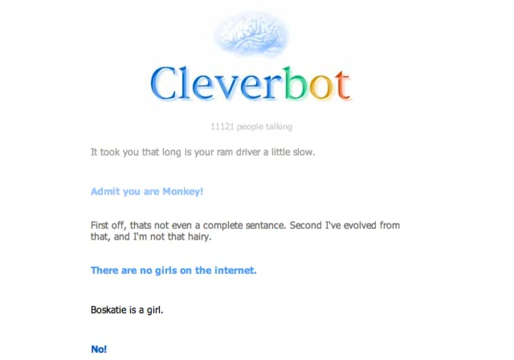 Cleverbot
11121 people talking
It took you that long is your ram driver a little slow.
Admit you are Monkey!
First off, thats not even a complete sentance. Second I've evolved from
that, and I'm not that hairy.
There are no girls on the internet.
Boskatie is a girl.
No!